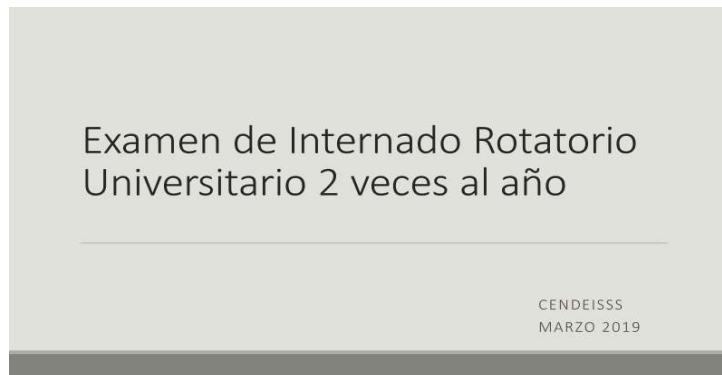 Examen de Internado Rotatorio
Universitario 2 veces al año
CENDEISSS
MARZO 2019